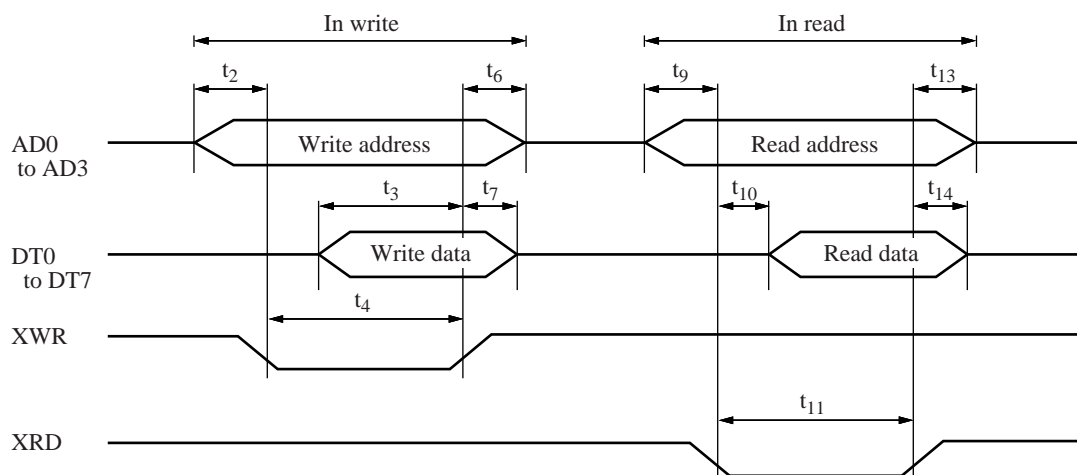 In write In read
t2 t6 t9 t13
AD0 Write address Read address
to AD3
t3 t7 t10 t14
DT0 Write data Read data
to DT7
t4
XWR
t11
XRD